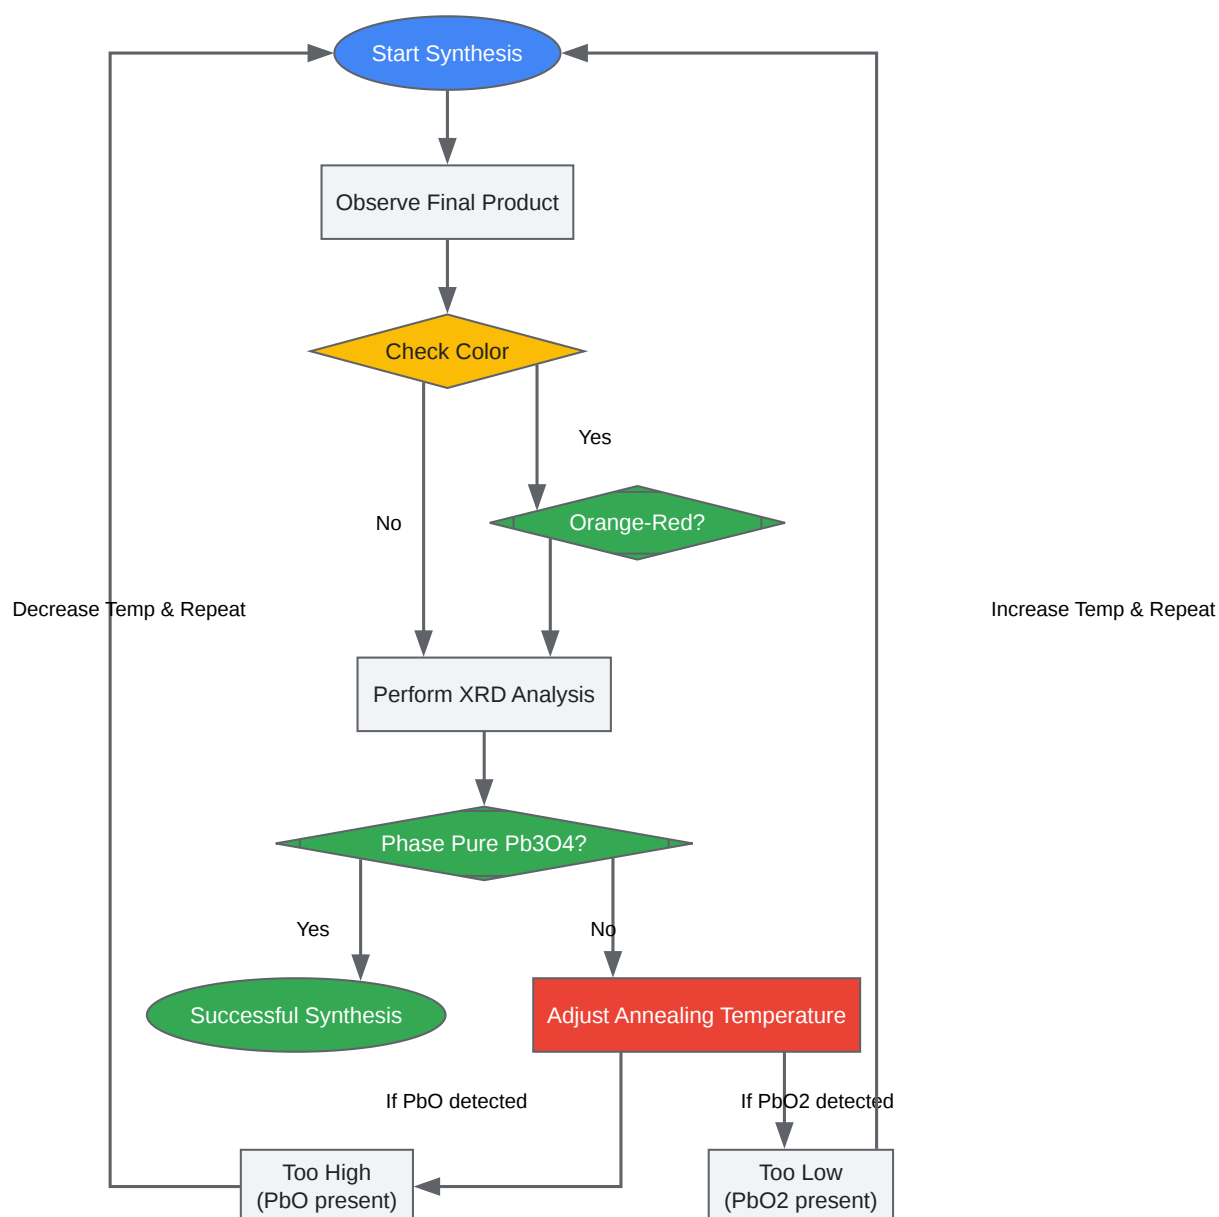 Start Synthesis
Observe Final Product
Check Color
Yes
No
Orange-Red?
Decrease Temp & Repeat
Increase Temp & Repeat
Perform XRD Analysis
Phase Pure Pb3O4?
Yes
No
Successful Synthesis
Adjust Annealing Temperature
If PbO detected
If PbO2 detected
Too High
(PbO present)
Too Low
(PbO2 present)